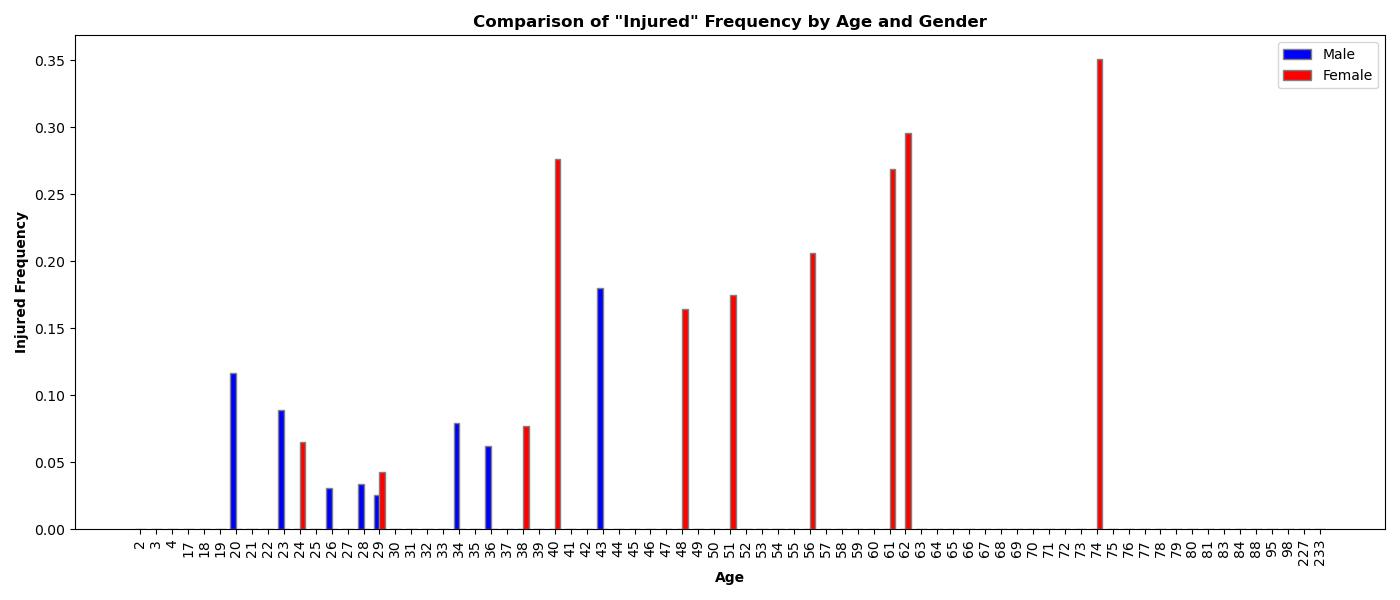 Comparison of "Injured" Frequency by Age and Gender
Male
Female
Injured Frequency
0.35
0.30
0.25
0.20
0.15
0.10
0.05
0.00
2 3 4 17 18 19 20 21 22 23 24 25 26 27 28 29 30 31 32 33 34 35 36 37 38 39 40 41 42 43 44 45 46 47 48 49 50 51 52 53 54 55 56 57 58 59 60 61 62 63 64 65 66 67 68 69 70 71 72 73 74 75 76 77 78 79 80 81 83 84 88 95 98 227 233
Age